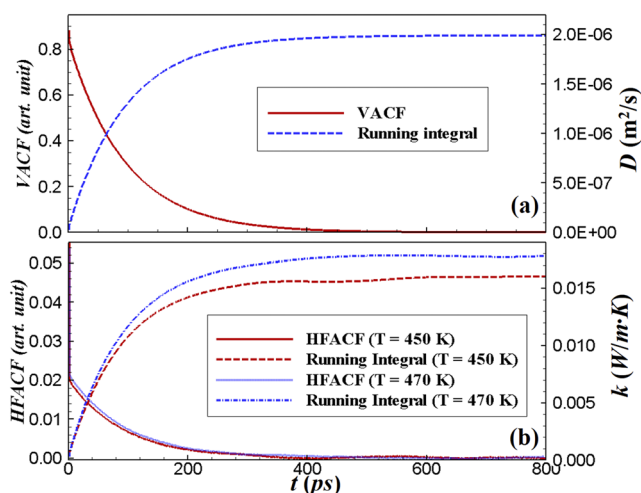 (a)
VACF (art. unit)
0.8
0.6
0.4
0.2
0.0
VACF
Running integral
2.0E-06
1.5E-06
1.0E-06
5.0E-07
0.0E+00
D (m²/s)
(b)
HFACF (art. unit)
0.05
0.04
0.03
0.02
0.01
0.00
HFACF (T = 450 K)
Running Integral (T = 450 K)
HFACF (T = 470 K)
Running Integral (T = 470 K)
0.015
0.010
0.005
0.000
k (W/m·K)
0 200 400 600 800
t (ps)